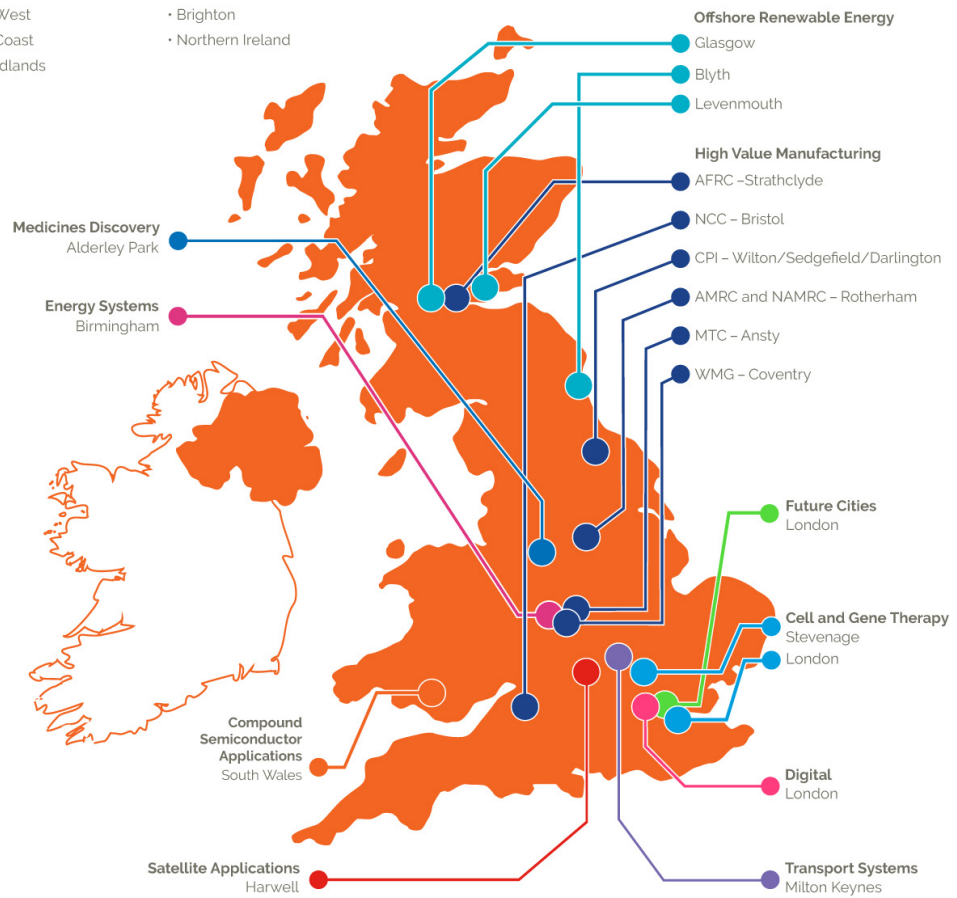 West
Coast
dlands
• Brighton
• Northern Ireland
Offshore Renewable Energy
Glasgow
Blyth
Levenmouth
High Value Manufacturing
AFRC –Strathclyde
NCC – Bristol
CPI – Wilton/Sedgefield/Darlington
AMRC and NAMRC – Rotherham
MTC – Ansty
WMG – Coventry
Medicines Discovery
Alderley Park
Energy Systems
Birmingham
Future Cities
London
Cell and Gene Therapy
Stevenage
London
Compound
Semiconductor
Applications
South Wales
Digital
London
Satellite Applications
Harwell
Transport Systems
Milton Keynes